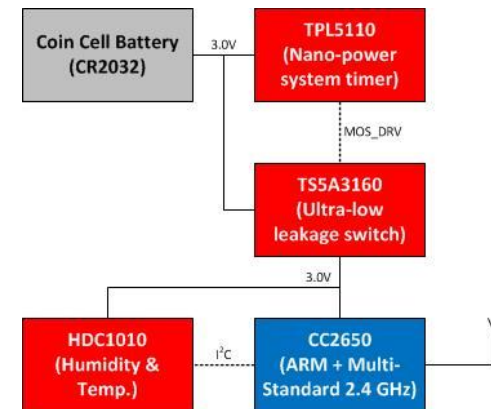 Coin Cell Battery
(CR2032)
3.0V
TPL5110
(Nano-power
system timer)
MOS_DRV
TS5A3160
(Ultra-low
leakage switch)
3.0V
HDC1010
(Humidity &
Temp.)
I²C
CC2650
(ARM + Multi-
Standard 2.4 GHz)